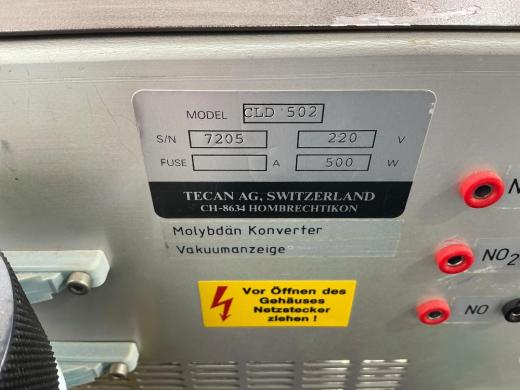 MODEL CLD 502
S/N 7205 220 V
FUSE A 500 W
TECAN AG, SWITZERLAND
CH-8634 HOMBRECHTIKON
Molybdän Konverter
Vakuumanzeige
Vor Öffnen des
Gehäuses
Netzstecker
ziehen !
NO2
NO